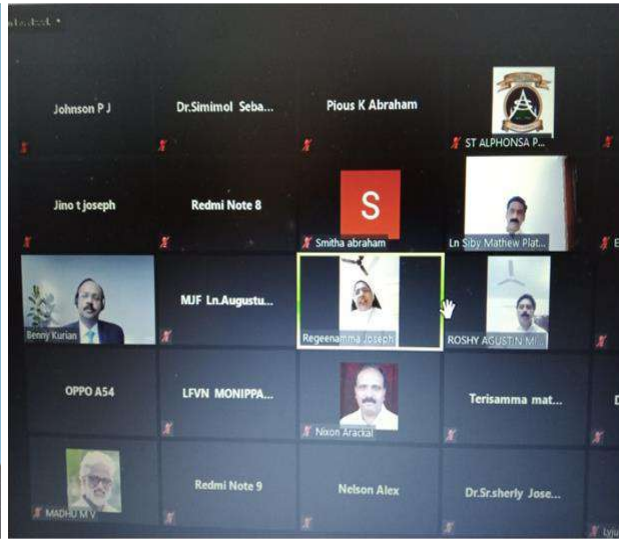 Johnson P J
Dr.Simimol Seba...
Pious K Abraham
ST ALPHONSA P...
Jino t joseph
Redmi Note 8
S
Smitha abraham
Ln Siby Mathew Plat...
E
Benny Kurian
MJF Ln.Augustu...
Regeenamma Joseph
ROSHY AGUSTIN MI...
OPPO A54
LFVN MONIPPA...
Nixon Arackal
Terisamma mat...
MADHU M V
Redmi Note 9
Nelson Alex
Dr.Sr.sherly Jose...
Lyju